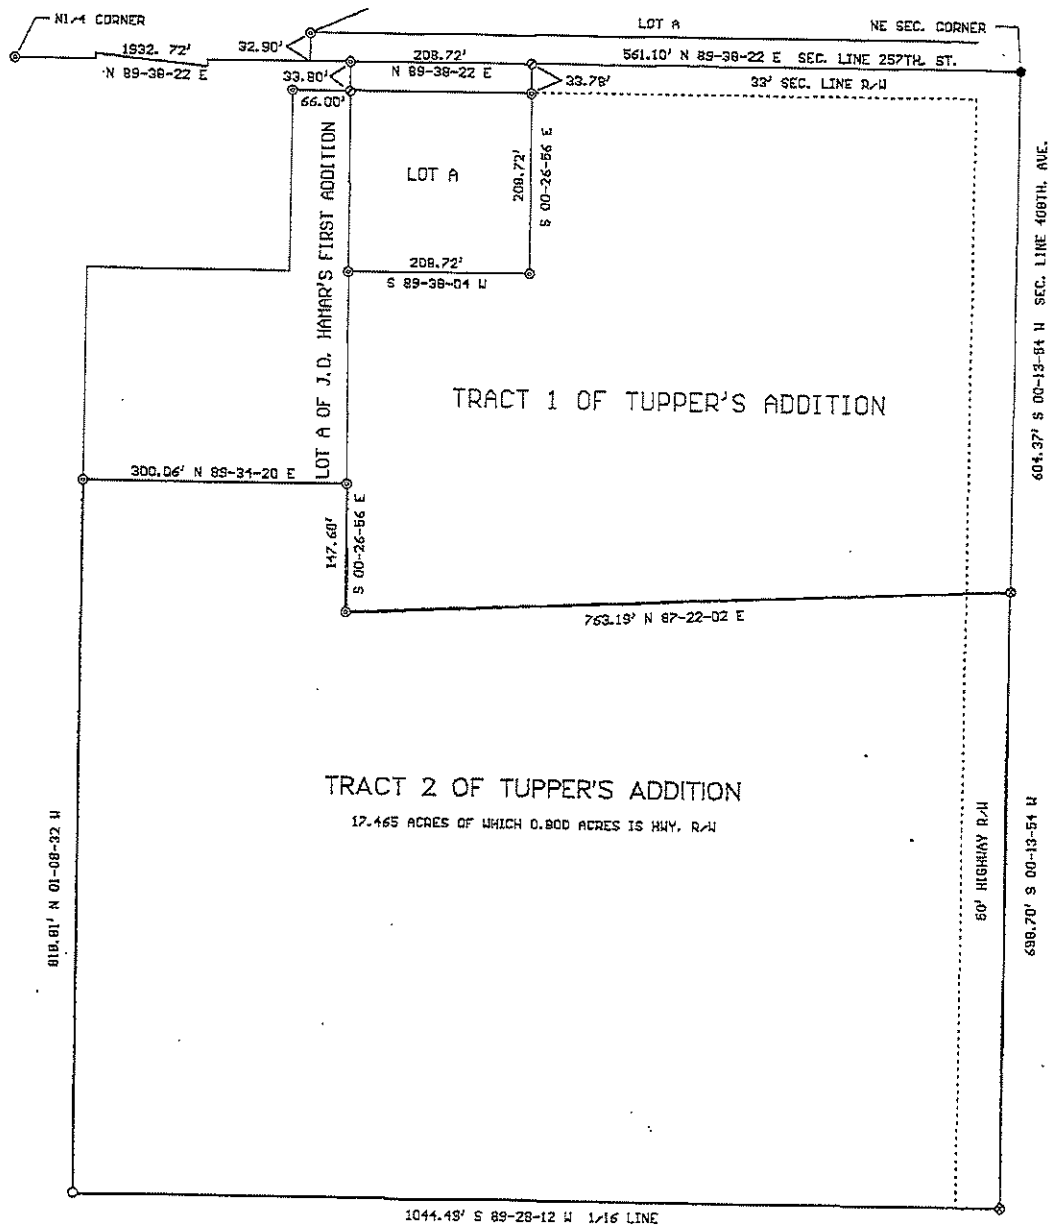 N1/4 CORNER
LOT A
NE SEC. CORNER
1932. 72'
N 89-38-22 E
32.90'
208.72'
N 89-38-22 E
561.10' N 89-38-22 E SEC. LINE 257TH. ST.
33.80'
33.78'
33' SEC. LINE R/W
66.00'
LOT A OF J.D. HAMAR'S FIRST ADDITION
LOT A
208.72'
S 00-26-56 E
208.72'
S 89-38-04 W
604.37' S 00-13-54 W SEC. LINE 408TH. AVE.
TRACT 1 OF TUPPER'S ADDITION
300.06' N 89-34-20 E
147.60'
S 00-26-56 E
763.19' N 87-22-02 E
TRACT 2 OF TUPPER'S ADDITION
17.465 ACRES OF WHICH 0.800 ACRES IS HWY. R/W
818.81' N 01-08-32 W
HIGHWAY R/W
698.70' S 00-13-54 W
S 89-28-12 W 1/16 LINE